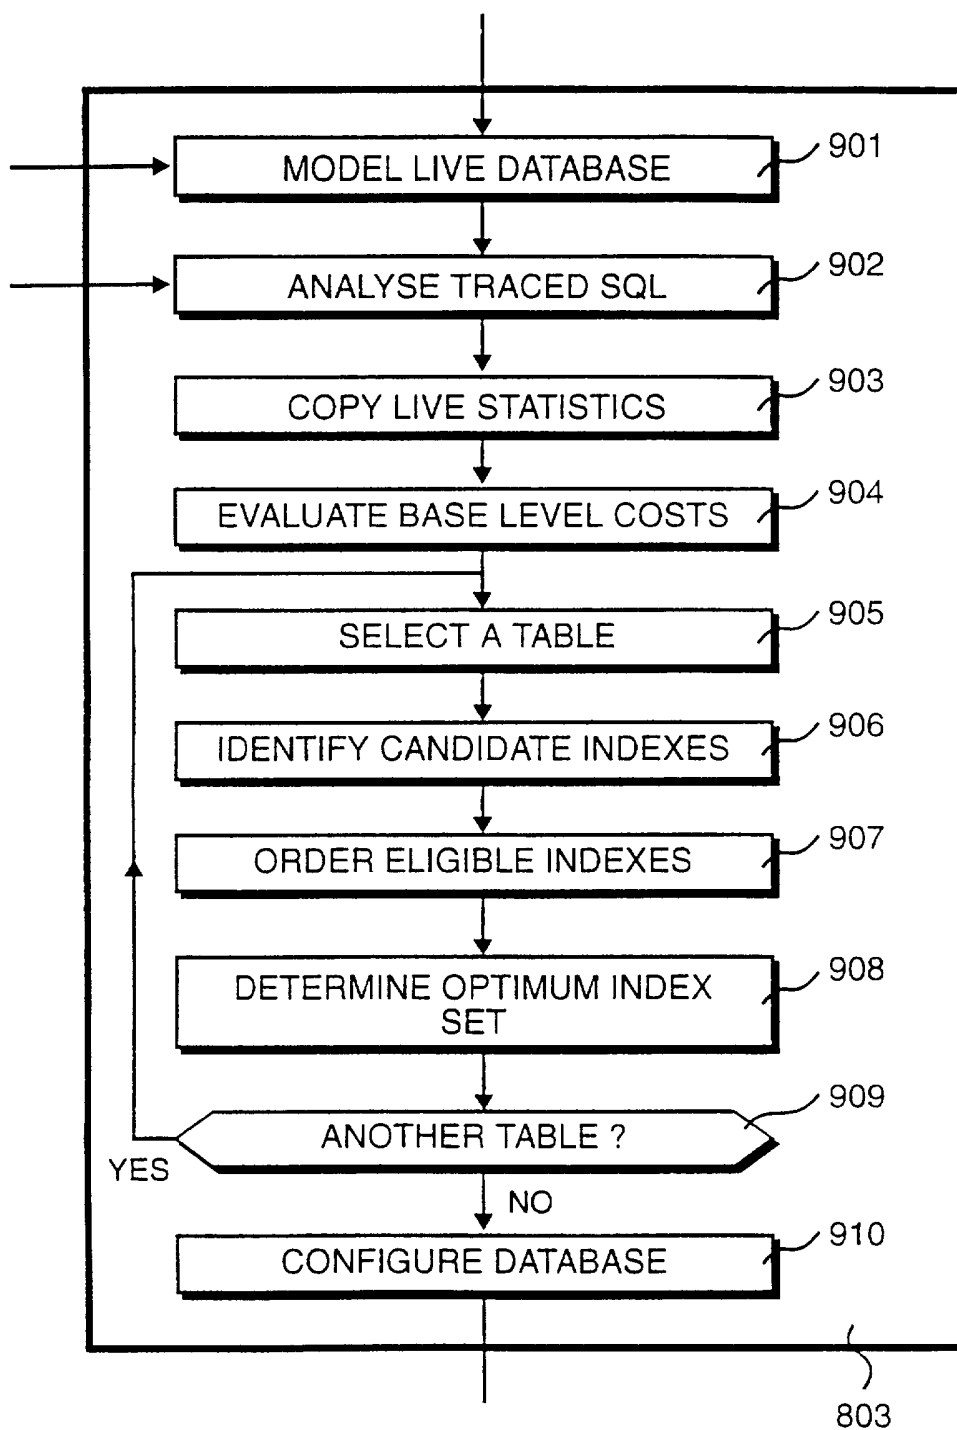 MODEL LIVE DATABASE
901
ANALYSE TRACED SQL
902
COPY LIVE STATISTICS
903
EVALUATE BASE LEVEL COSTS
904
SELECT A TABLE
905
IDENTIFY CANDIDATE INDEXES
906
ORDER ELIGIBLE INDEXES
907
DETERMINE OPTIMUM INDEX
SET
908
ANOTHER TABLE ?
909
YES
NO
CONFIGURE DATABASE
910
803